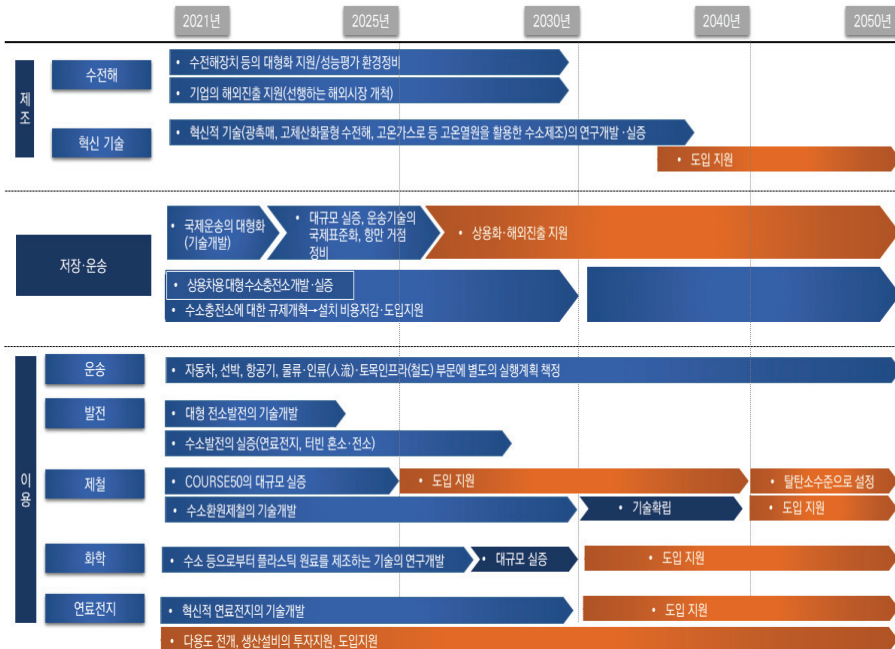 2021년 2025년 2030년 2040년 2050년
제조
수전해
• 수전해장치 등의 대형화 지원/성능평가 환경정비
• 기업의 해외진출 지원(선행하는 해외시장 개척)
혁신 기술
• 혁신적 기술(광촉매, 고체산화물형 수전해, 고온가스로 등 고온열원을 활용한 수소제조)의 연구개발·실증
• 도입 지원
저장·운송
• 국제운송의 대형화
(기술개발)
• 대규모 실증, 운송기술의
국제표준화, 항만 거점
정비
• 상용화·해외진출 지원
• 상용차용 대형수소충전소개발·실증
• 수소충전소에 대한 규제개혁→설치 비용저감·도입지원
이용
운송
• 자동차, 선박, 항공기, 물류·인류(人流)·토목인프라(철도) 부문에 별도의 실행계획 책정
발전
• 대형 전소발전의 기술개발
• 수소발전의 실증(연료전지, 터빈 혼소·전소)
제철
• COURSE50의 대규모 실증
• 도입 지원
• 탈탄소수준으로 설정
• 수소환원제철의 기술개발
• 기술확립
• 도입 지원
화학
• 수소 등으로부터 플라스틱 원료를 제조하는 기술의 연구개발
• 대규모 실증
• 도입 지원
연료전지
• 혁신적 연료전지의 기술개발
• 도입 지원
• 다용도 전개, 생산설비의 투자지원, 도입지원